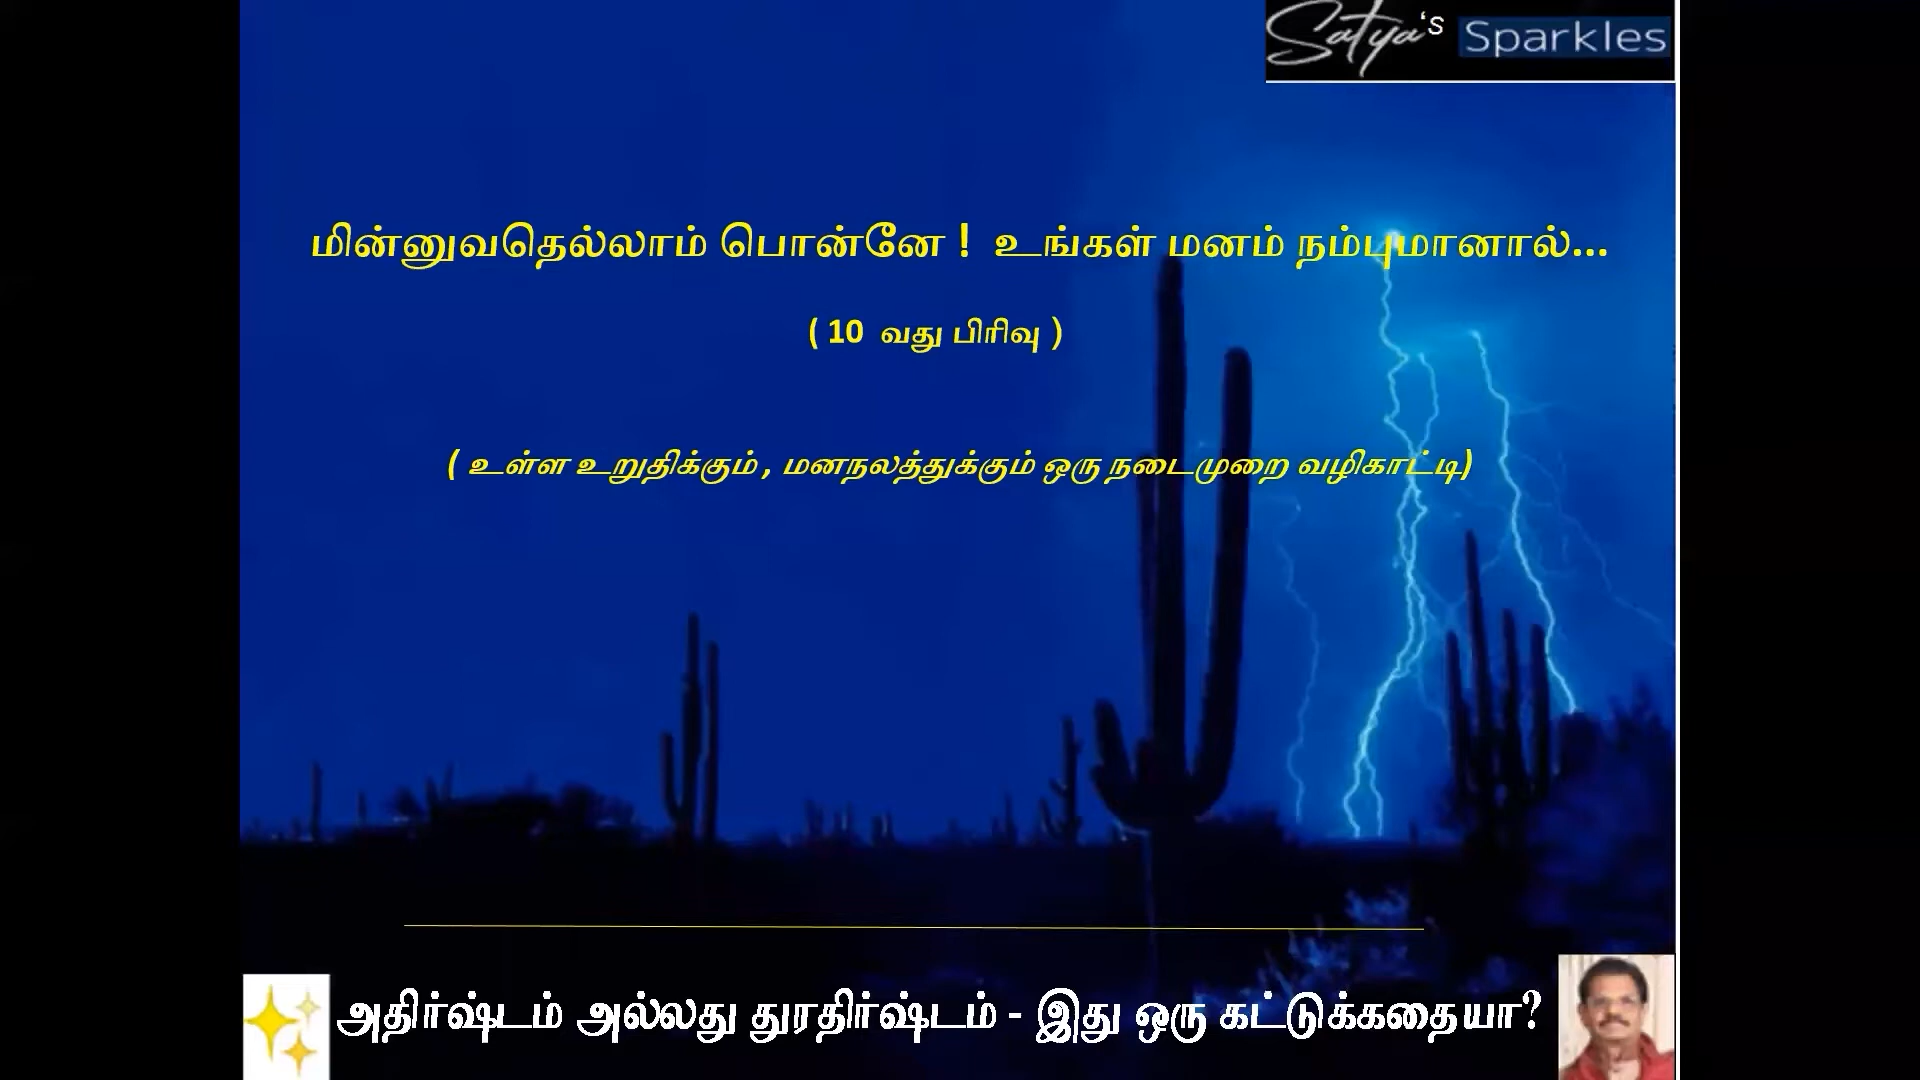 Satya‘s Sparkles
மின்னுவதெல்லாம் பொன்னே ! உங்கள் மனம் நம்புமானால்...
( 10 வது பிரிவு )
( உள்ள உறுதிக்கும் , மனநலத்துக்கும் ஒரு நடைமுறை வழிகாட்டி)
அதிர்ஷ்டம் அல்லது துரதிர்ஷ்டம் - இது ஒரு கட்டுக்கதையா?